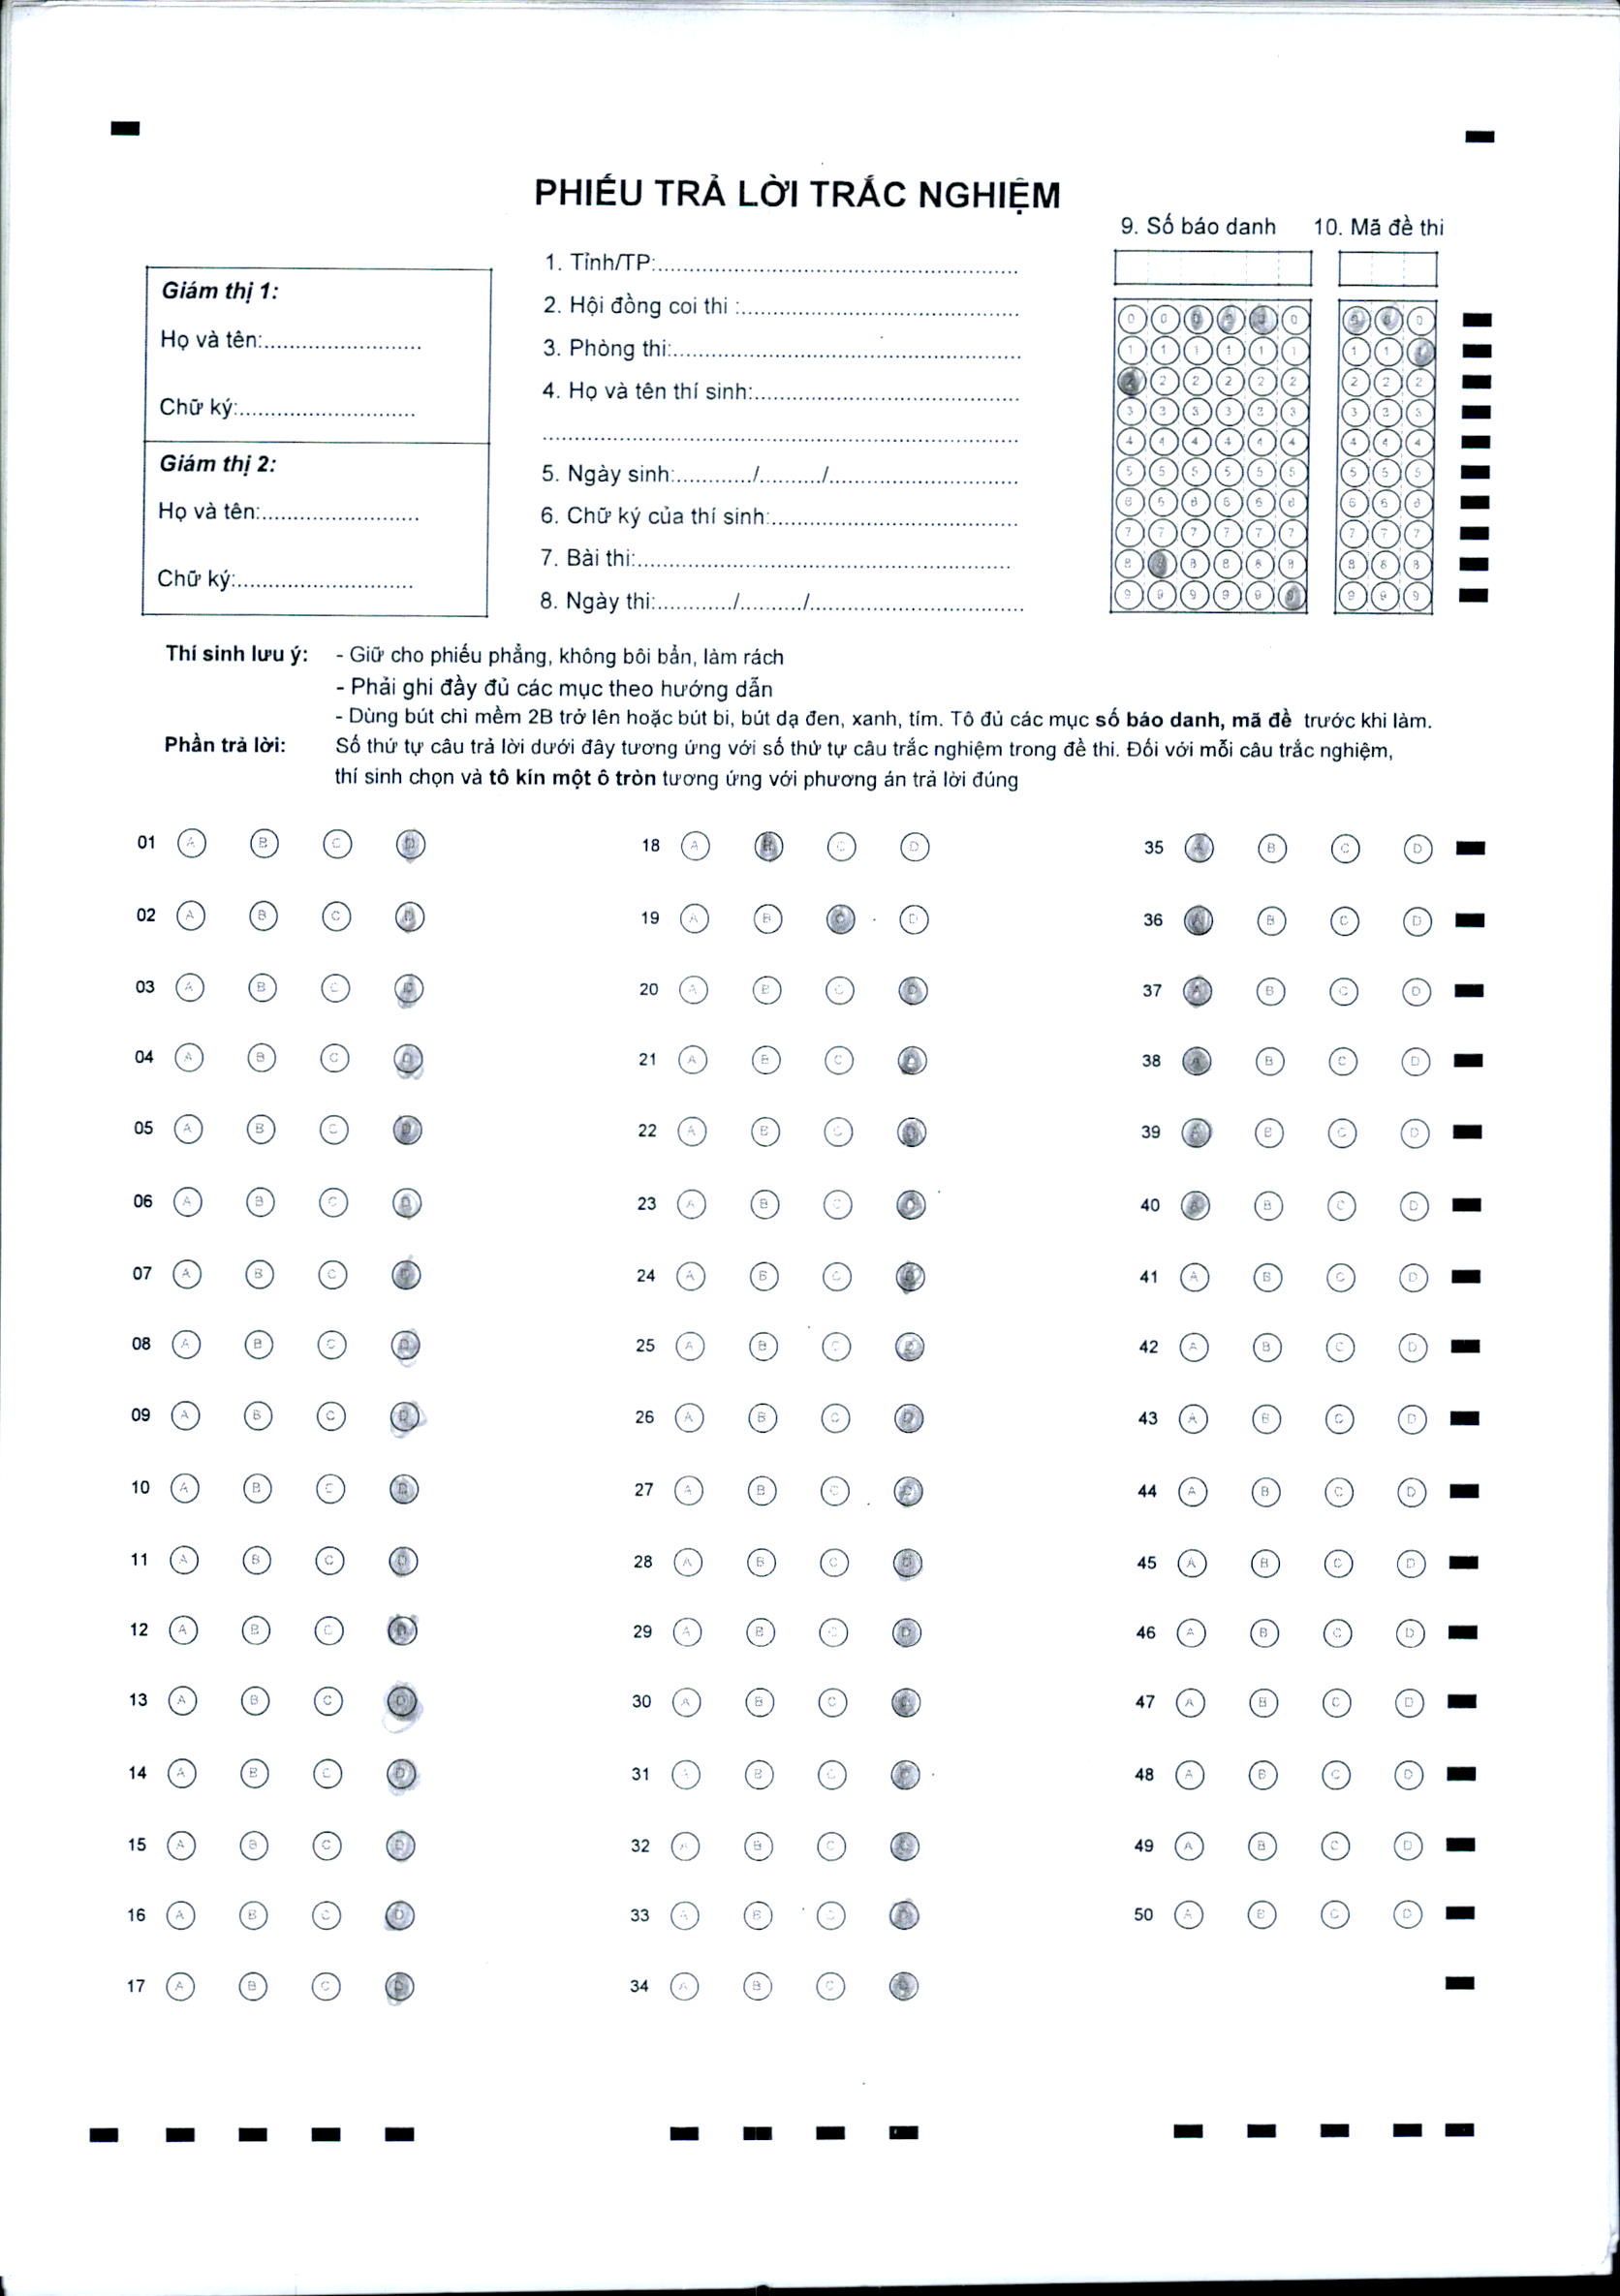 PHIẾU TRẢ LỜI TRẮC NGHIỆM
9. Số báo danh 10. Mã đề thi
Giám thị 1:
Họ và tên:........................
Chữ ký:...........................
Giám thị 2:
Họ và tên:........................
Chữ ký:...........................
1. Tỉnh/TP:.......................................................
2. Hội đồng coi thi :...........................................
3. Phòng thi:.....................................................
4. Họ và tên thí sinh:.........................................
.........................................................................
5. Ngày sinh:............/........../.............................
6. Chữ ký của thí sinh:......................................
7. Bài thi:.........................................................
8. Ngày thi:............/........../.................................
0 0 0 0 0 0 0 0 0
1 1 1 1 1 1 1 1
2 2 2 2 2 2 2 2
3 3 3 3 3 3 3 3 3
4 4 4 4 4 4 4 4 4
5 5 5 5 5 5 5 5 5
6 6 6 6 6 6 6 6 6
7 7 7 7 7 7 7 7 7
8 8 8 8 8 8 8 8
9 9 9 9 9 9 9 9 9
Thí sinh lưu ý: - Giữ cho phiếu phẳng, không bôi bẩn, làm rách
- Phải ghi đầy đủ các mục theo hướng dẫn
- Dùng bút chì mềm 2B trở lên hoặc bút bi, bút dạ đen, xanh, tím. Tô đủ các mục số báo danh, mã đề trước khi làm.
Phần trả lời: Số thứ tự câu trả lời dưới đây tương ứng với số thứ tự câu trắc nghiệm trong đề thi. Đối với mỗi câu trắc nghiệm,
thí sinh chọn và tô kín một ô tròn tương ứng với phương án trả lời đúng
01 A B C D 18 A B C D 35 A B C D
02 A B C D 19 A B C D 36 A B C D
03 A B C D 20 A B C D 37 A B C D
04 A B C D 21 A B C D 38 A B C D
05 A B C D 22 A B C D 39 A B C D
06 A B C D 23 A B C D 40 A B C D
07 A B C D 24 A B C D 41 A B C D
08 A B C D 25 A B C D 42 A B C D
09 A B C D 26 A B C D 43 A B C D
10 A B C D 27 A B C D 44 A B C D
11 A B C D 28 A B C D 45 A B C D
12 A B C D 29 A B C D 46 A B C D
13 A B C D 30 A B C D 47 A B C D
14 A B C D 31 A B C D 48 A B C D
15 A B C D 32 A B C D 49 A B C D
16 A B C D 33 A B C D 50 A B C D
17 A B C D 34 A B C D